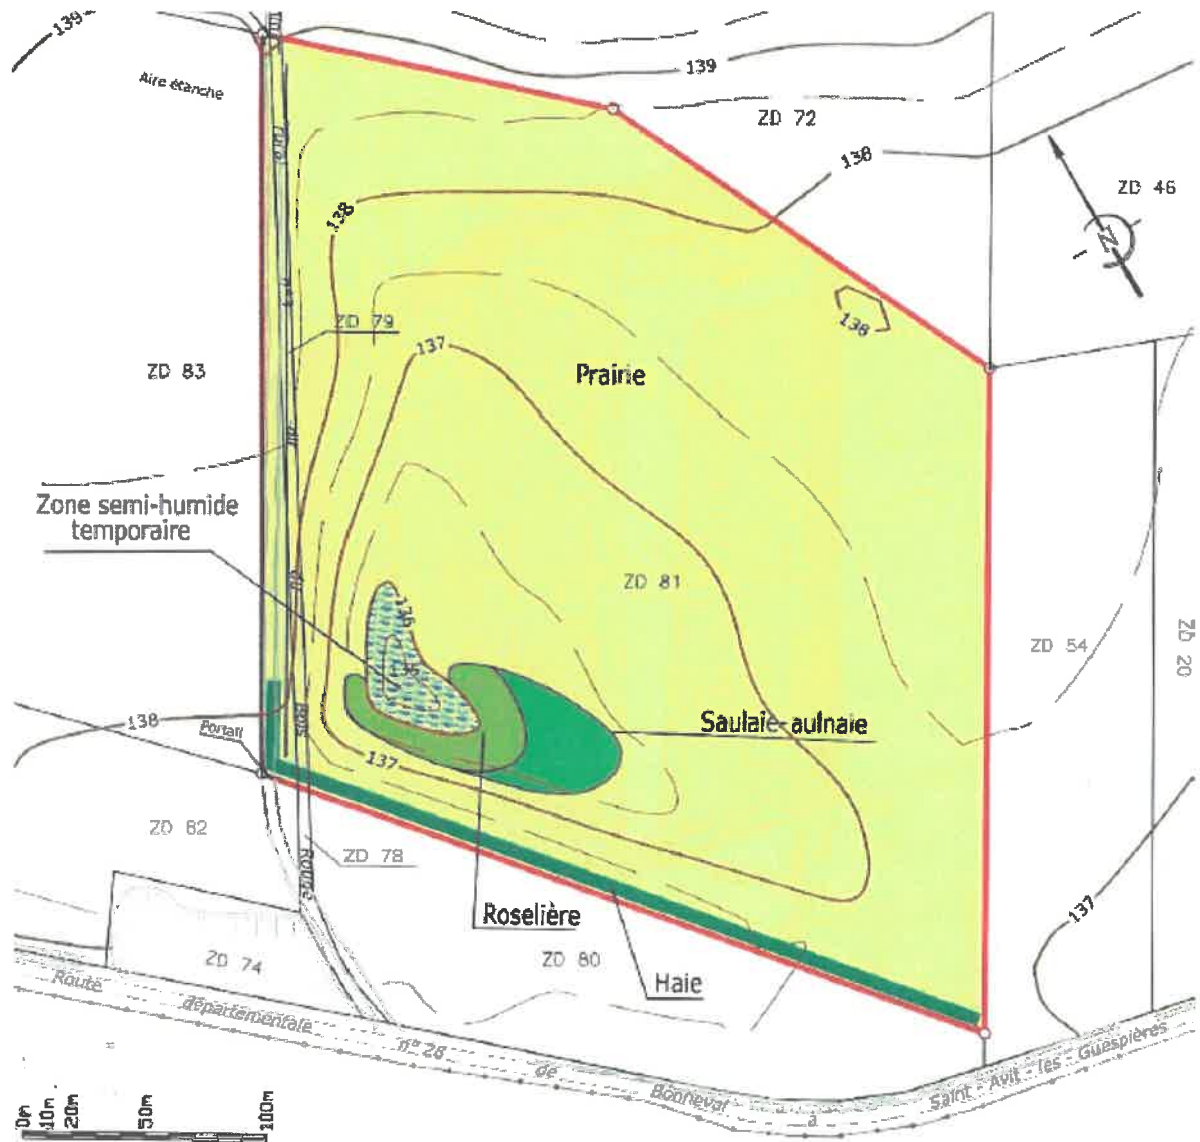 139
Aire étanche
139
ZD 72
138
ZD 46
N
138
ZD 79
137
ZD 83
Prairie
Zone semi-humide
temporaire
ZD 81
136
ZD 54
ZD 20
138
Portail
Saulaie-aulnaie
137
ZD 82
ZD 78
Rouge
137
Roselière
ZD 74
ZD 80
Haie
Route départementale n° 28 de Bonneval à Saint - Avit - les - Guespières
0m 10m 20m 50m 100m